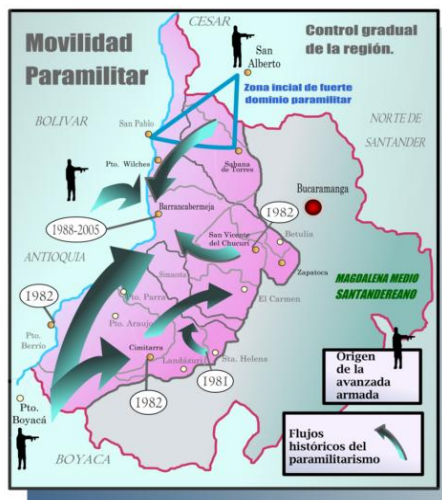 CESAR
Movilidad
Paramilitar
Control gradual
de la región.
San
Alberto
Zona incial de fuerte
dominio paramilitar
BOLIVAR
San Pablo
NORTE DE
SANTANDER
Pto. Wilches
Sabana
de Torres
Bucaramanga
Barrancabermeja
1988-2005
1982
San Vicente
del Chucuri
Betulia
ANTIOQUIA
Zapatoca
Simaota
MAGDALENA MEDIO
SANTANDEREANO
1982
Pto. Parra
El Carmen
Pto.
Berrio
Pto. Araujo
Cimitarra
Landázuri
Sta. Helena
1982
1981
Pto.
Boyacá
BOYACA
Origen
de la
avanzada
armada
Flujos
históricos del
paramilitarismo